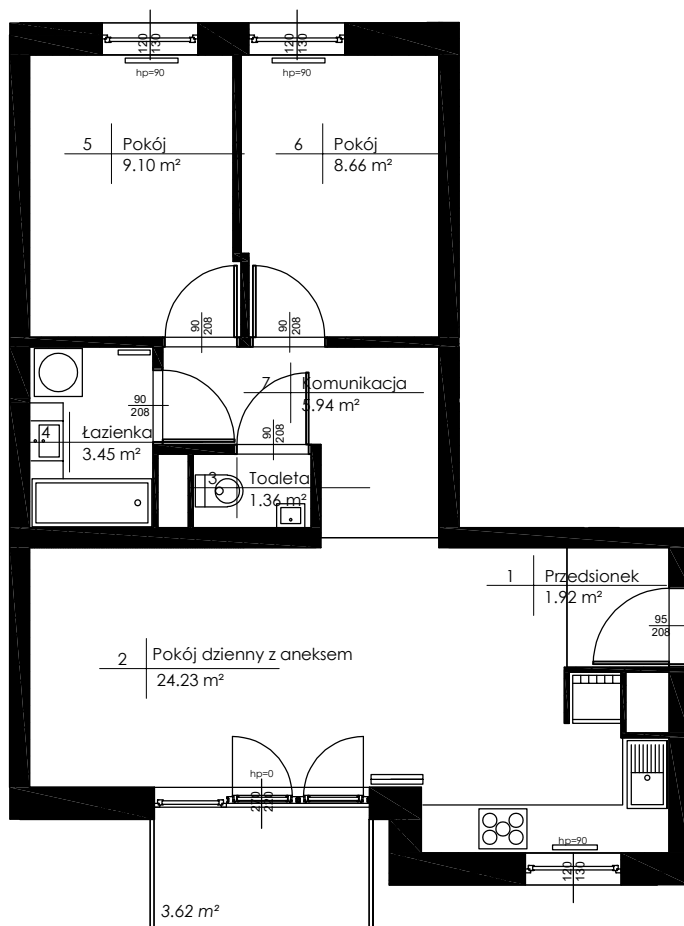 120
130
120
130
hp=90
hp=90
5 Pokój
9.10 m²
6 Pokój
8.66 m²
90
208
90
208
7 Komunikacja
5.94 m²
90
208
4 Łazienka
3.45 m²
90
208
3 Toaleta
1.36 m²
1 Przedsionek
1.92 m²
95
208
2 Pokój dzienny z aneksem
24.23 m²
hp=0
hp=90
120
130
3.62 m²